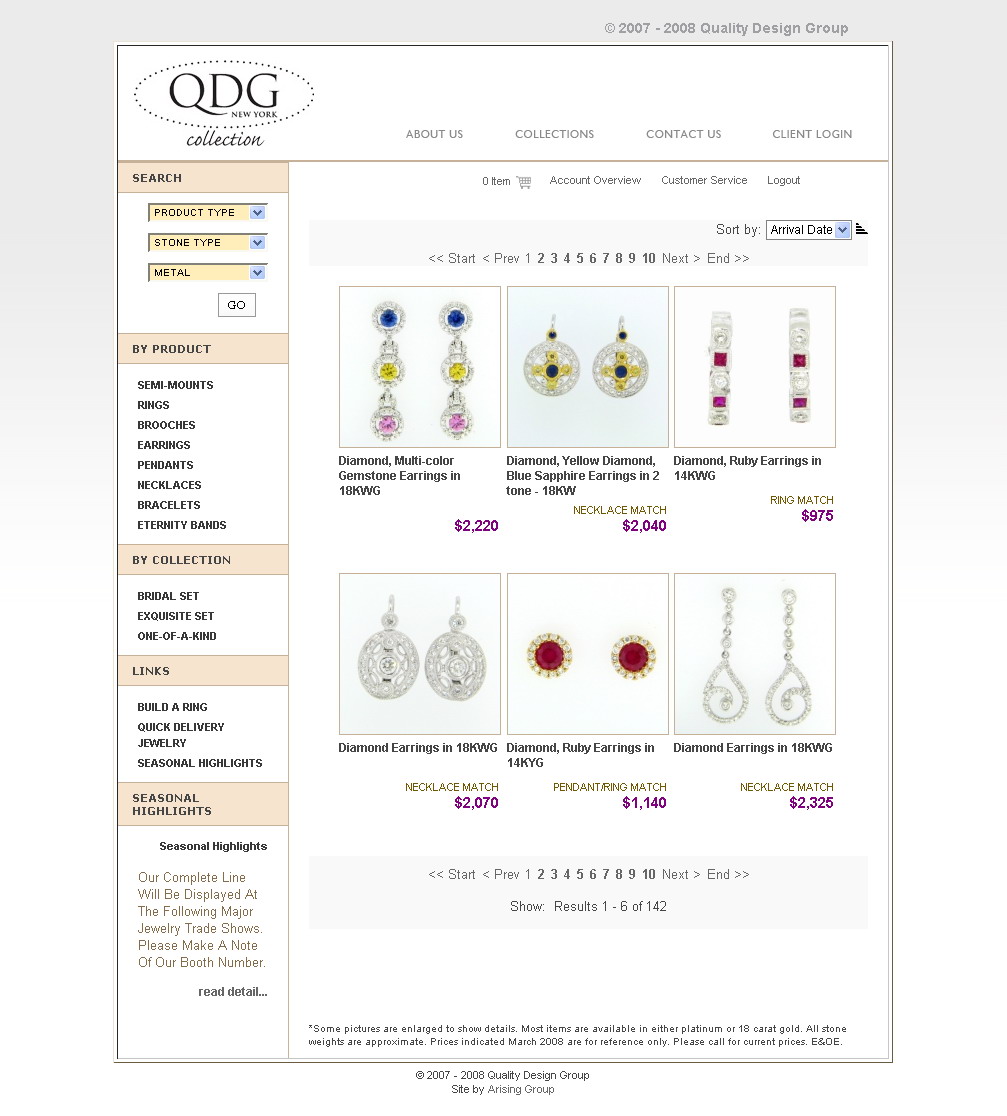 © 2007 - 2008 Quality Design Group
QDG
NEW YORK
collection
ABOUT US COLLECTIONS CONTACT US CLIENT LOGIN
SEARCH
PRODUCT TYPE
STONE TYPE
METAL
GO
BY PRODUCT
SEMI-MOUNTS
RINGS
BROOCHES
EARRINGS
PENDANTS
NECKLACES
BRACELETS
ETERNITY BANDS
BY COLLECTION
BRIDAL SET
EXQUISITE SET
ONE-OF-A-KIND
LINKS
BUILD A RING
QUICK DELIVERY
JEWELRY
SEASONAL HIGHLIGHTS
SEASONAL
HIGHLIGHTS
Seasonal Highlights
Our Complete Line
Will Be Displayed At
The Following Major
Jewelry Trade Shows.
Please Make A Note
Of Our Booth Number.
read detail...
0 Item Account Overview Customer Service Logout
Sort by: Arrival Date
<< Start < Prev 1 2 3 4 5 6 7 8 9 10 Next > End >>
Diamond, Multi-color
Gemstone Earrings in
18KWG
$2,220
Diamond, Yellow Diamond,
Blue Sapphire Earrings in 2
tone - 18KW
NECKLACE MATCH
$2,040
Diamond, Ruby Earrings in
14KWG
RING MATCH
$975
Diamond Earrings in 18KWG
NECKLACE MATCH
$2,070
Diamond, Ruby Earrings in
14KYG
PENDANT/RING MATCH
$1,140
Diamond Earrings in 18KWG
NECKLACE MATCH
$2,325
<< Start < Prev 1 2 3 4 5 6 7 8 9 10 Next > End >>
Show: Results 1 - 6 of 142
*Some pictures are enlarged to show details. Most items are available in either platinum or 18 carat gold. All stone
weights are approximate. Prices indicated March 2008 are for reference only. Please call for current prices. E&OE.
© 2007 - 2008 Quality Design Group
Site by Arising Group